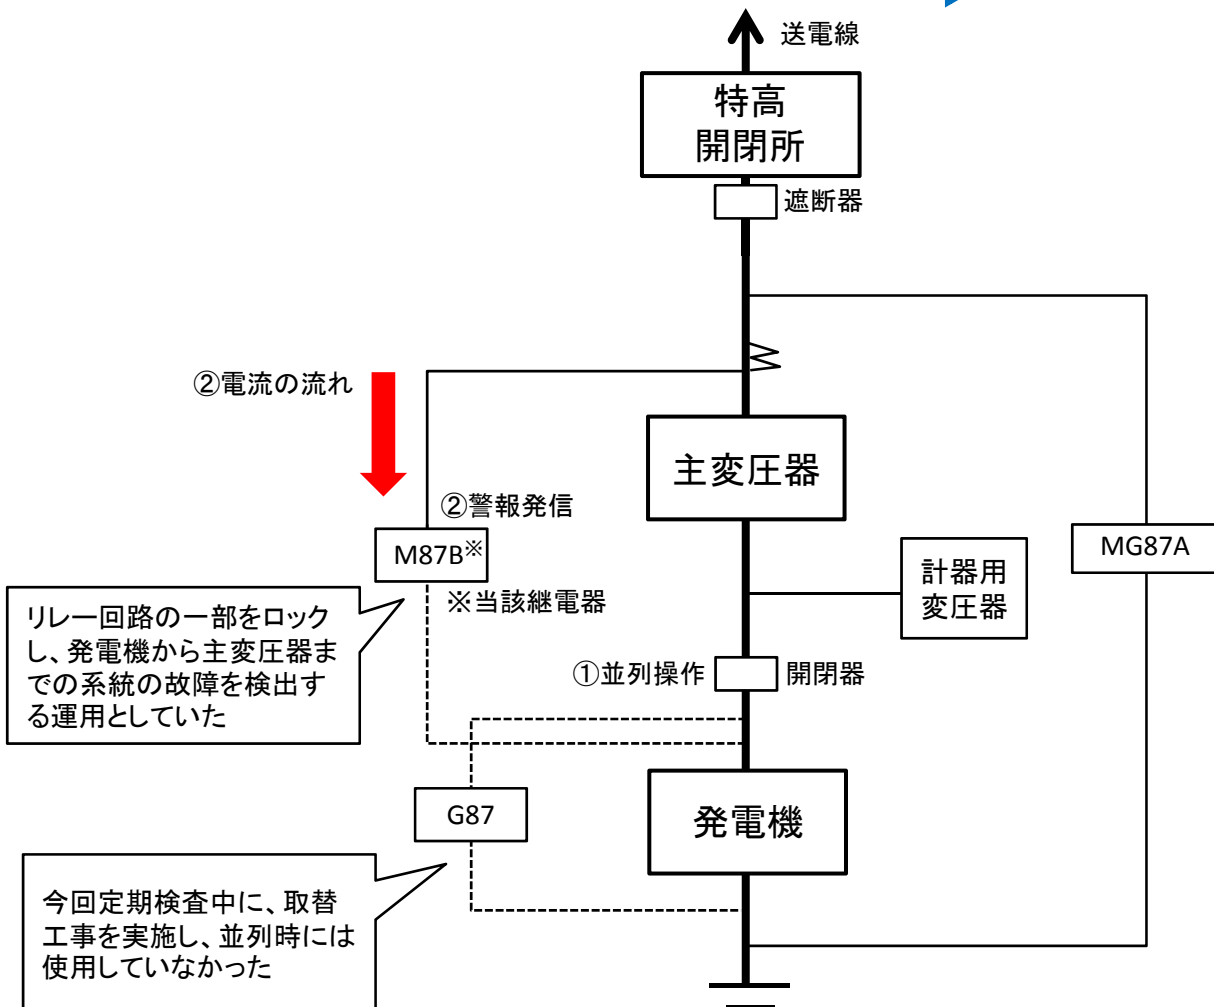 送電線
特高
開閉所
遮断器
②電流の流れ
主変圧器
②警報発信
M87B※
※当該継電器
MG87A
計器用
変圧器
リレー回路の一部をロック
し、発電機から主変圧器ま
での系統の故障を検出す
る運用としていた
①並列操作
開閉器
G87
発電機
今回定期検査中に、取替
工事を実施し、並列時には
使用していなかった